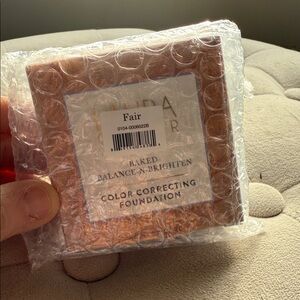 Fair
BAKED
BALANCE-N-BRIGHTEN
COLOR CORRECTING
FOUNDATION